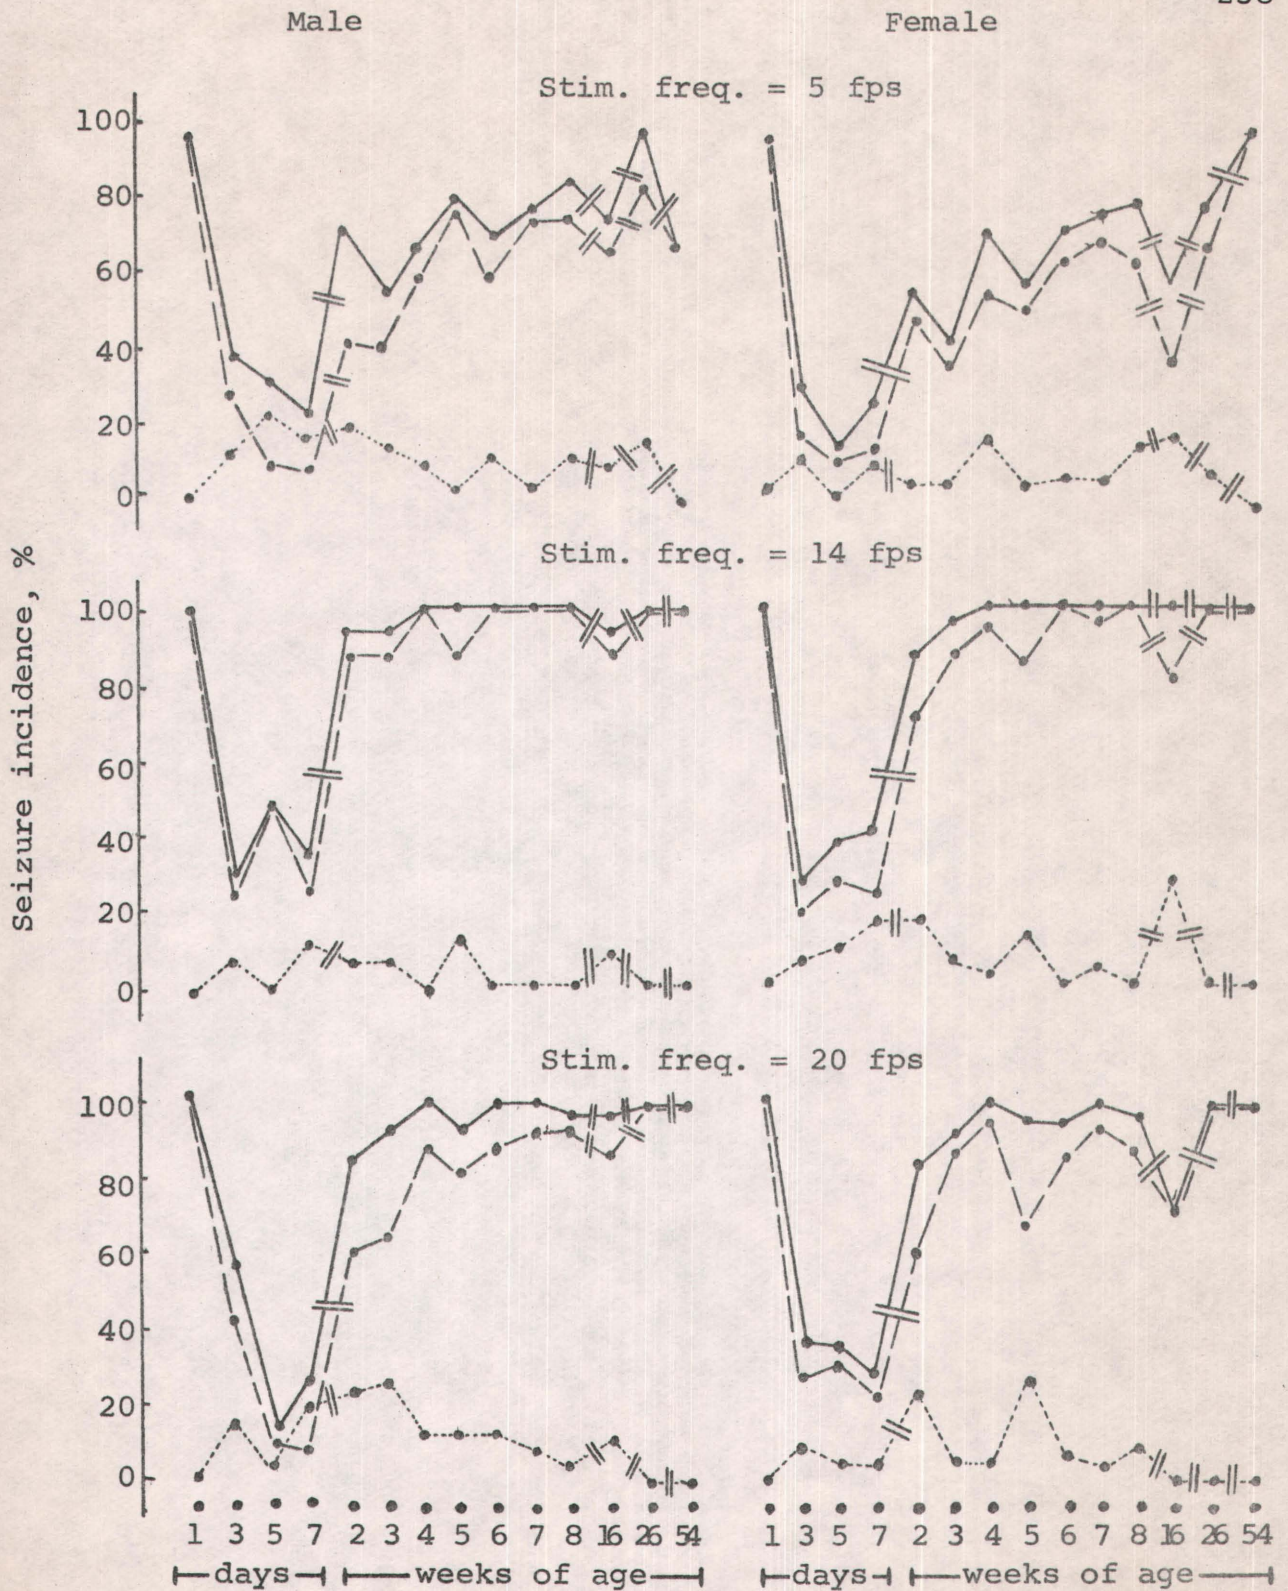 Male Female
Stim. freq. = 5 fps
100
80
60
40
20
0
Stim. freq. = 14 fps
Seizure incidence, %
100
80
60
40
20
0
Stim. freq. = 20 fps
100
80
60
40
20
0
1 3 5 7 2 3 4 5 6 7 8 16 26 54 1 3 5 7 2 3 4 5 6 7 8 16 26 54
days weeks of age days weeks of age